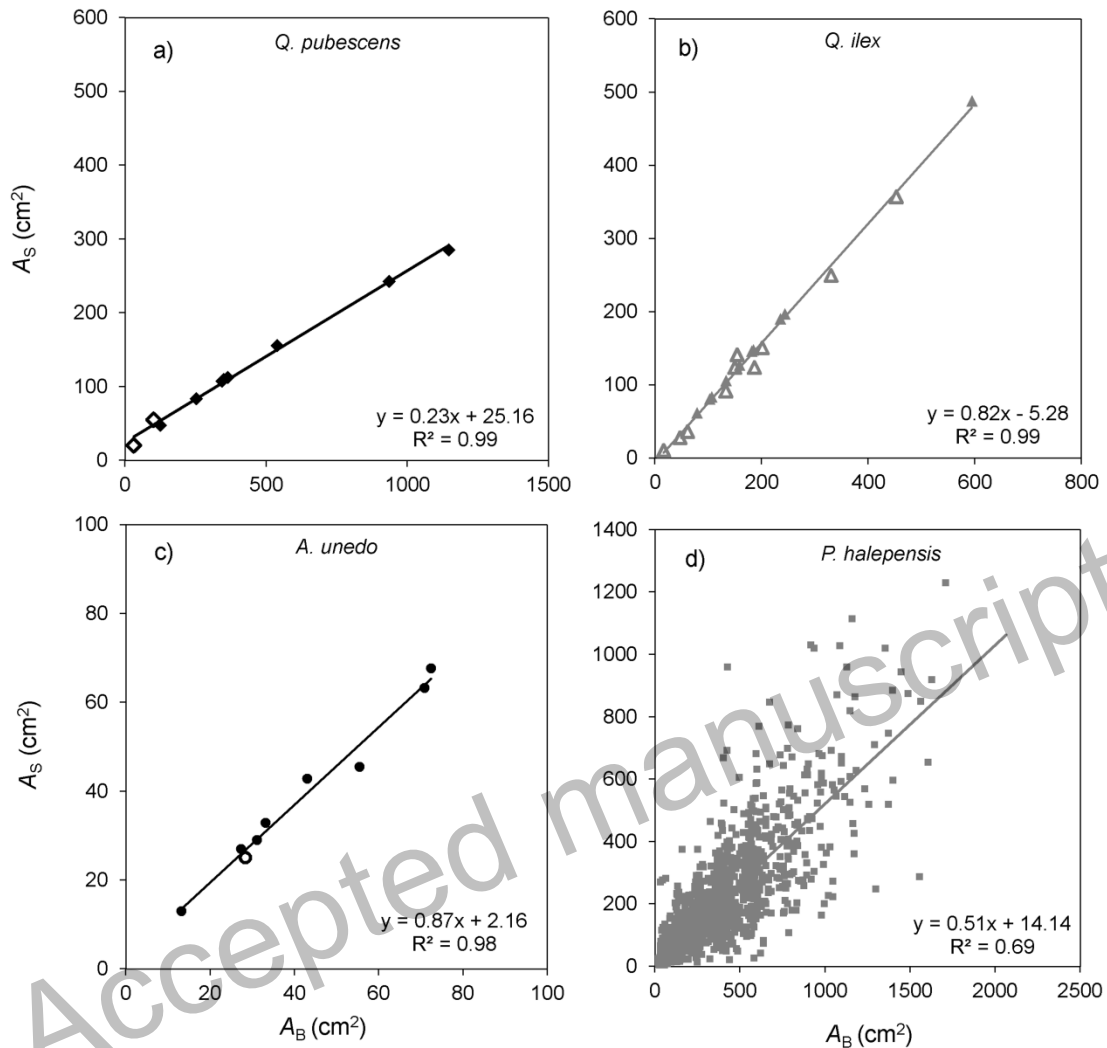 a)
Q. pubescens
600
500
400
300
200
100
0
A_S (cm²)
0 500 1000 1500
y = 0.23x + 25.16
R² = 0.99
b)
Q. ilex
600
500
400
300
200
100
0
0 200 400 600 800
y = 0.82x - 5.28
R² = 0.99
c)
A. unedo
100
80
60
40
20
0
A_S (cm²)
0 20 40 60 80 100
A_B (cm²)
y = 0.87x + 2.16
R² = 0.98
d)
P. halepensis
1400
1200
1000
800
600
400
200
0
0 500 1000 1500 2000 2500
A_B (cm²)
y = 0.51x + 14.14
R² = 0.69
Accepted manuscript